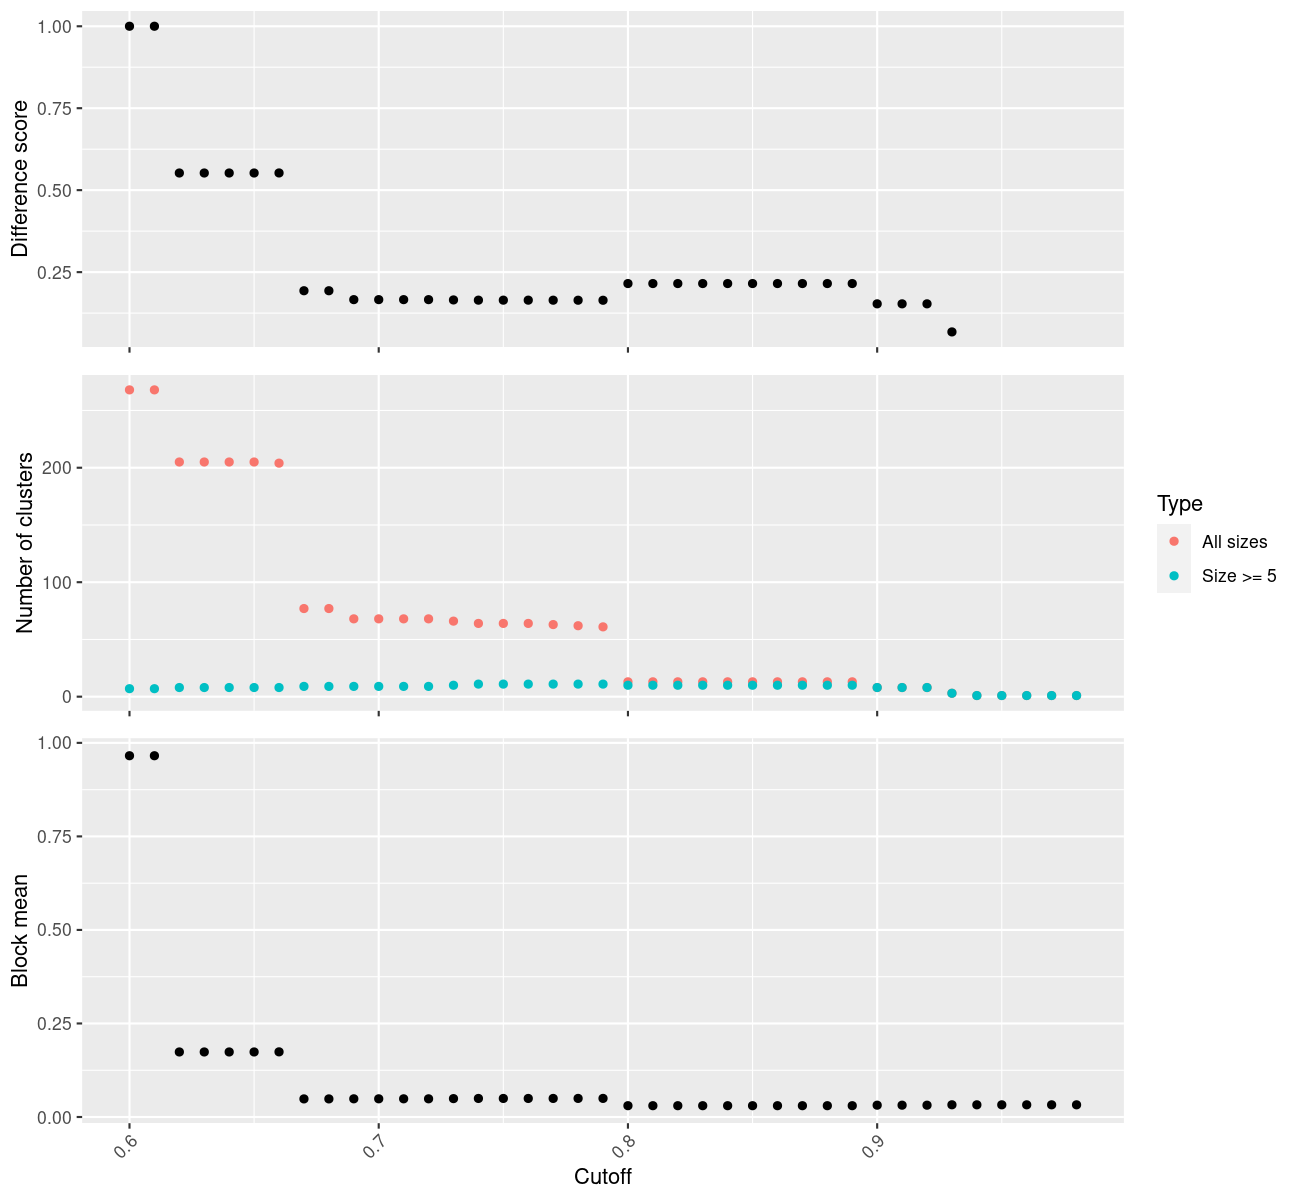 1.00
0.75
0.50
0.25
Difference score
200
100
0
Number of clusters
Type
All sizes
Size >= 5
1.00
0.75
0.50
0.25
0.00
Block mean
0.6 0.7 0.8 0.9
Cutoff